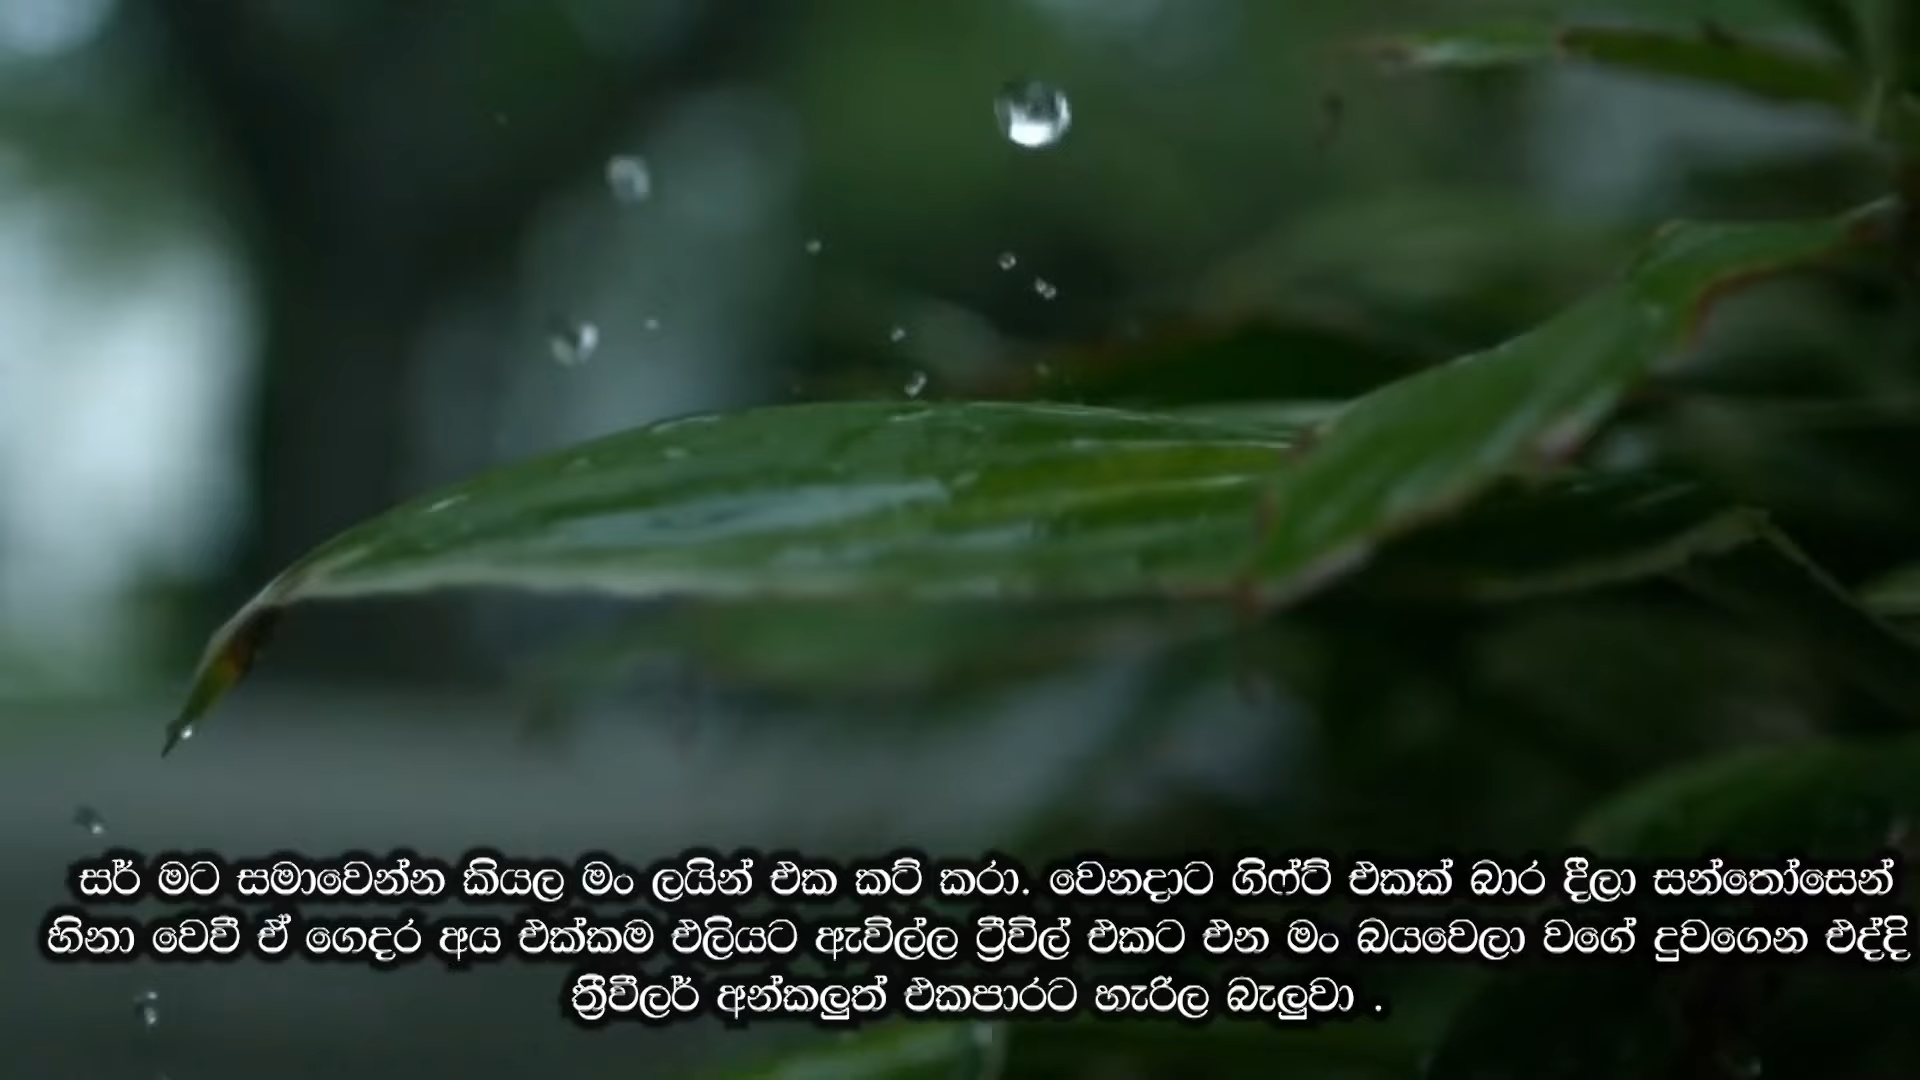 සර් මට සමාවෙන්න කියල මං ලයින් එක කට් කරා. වෙනදාට ගිෆ්ට් එකක් බාර දීලා සන්තෝසෙන්
හිනා වෙවී ඒ ගෙදර අය එක්කම එලියට ඇවිල්ල ට්‍රීවිල් එකට එන මං බයවෙලා වගේ දුවගෙන එද්දි
ත්‍රීවීලර් අන්කලුත් එකපාරට හැරිල බැලුවා .